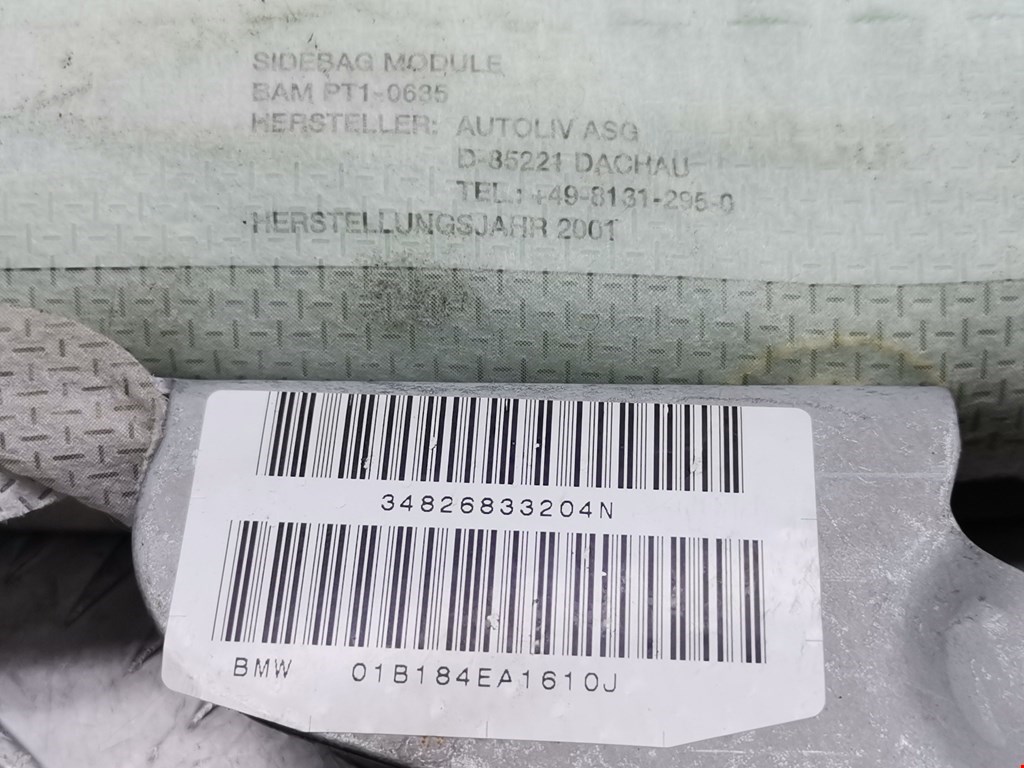 SIDEBAG MODULE
BAM PT1-0635
HERSTELLER: AUTOLIV ASG
D-85221 DACHAU
TEL.: +49-8131-295-0
HERSTELLUNGSJAHR 2001
34826833204N
BMW 01B184EA1610J